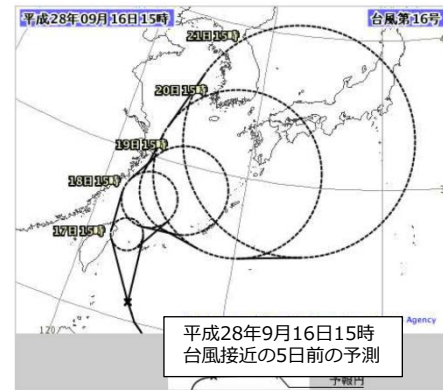 平成28年09月16日15時
台風第16号
21日15時
20日15時
19日15時
18日15時
17日15時
120
Agency
平成28年9月16日15時
台風接近の5日前の予測
予報円